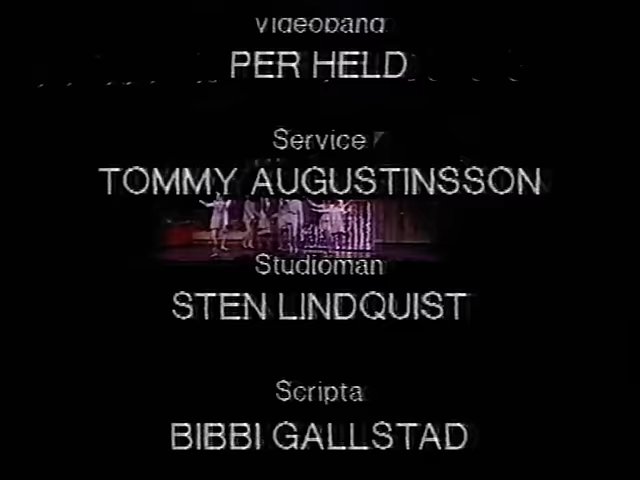 Videoband
PER HELD
Service
TOMMY AUGUSTINSSON
Studioman
STEN LINDQUIST
Scripta
BIBBI GALLSTAD